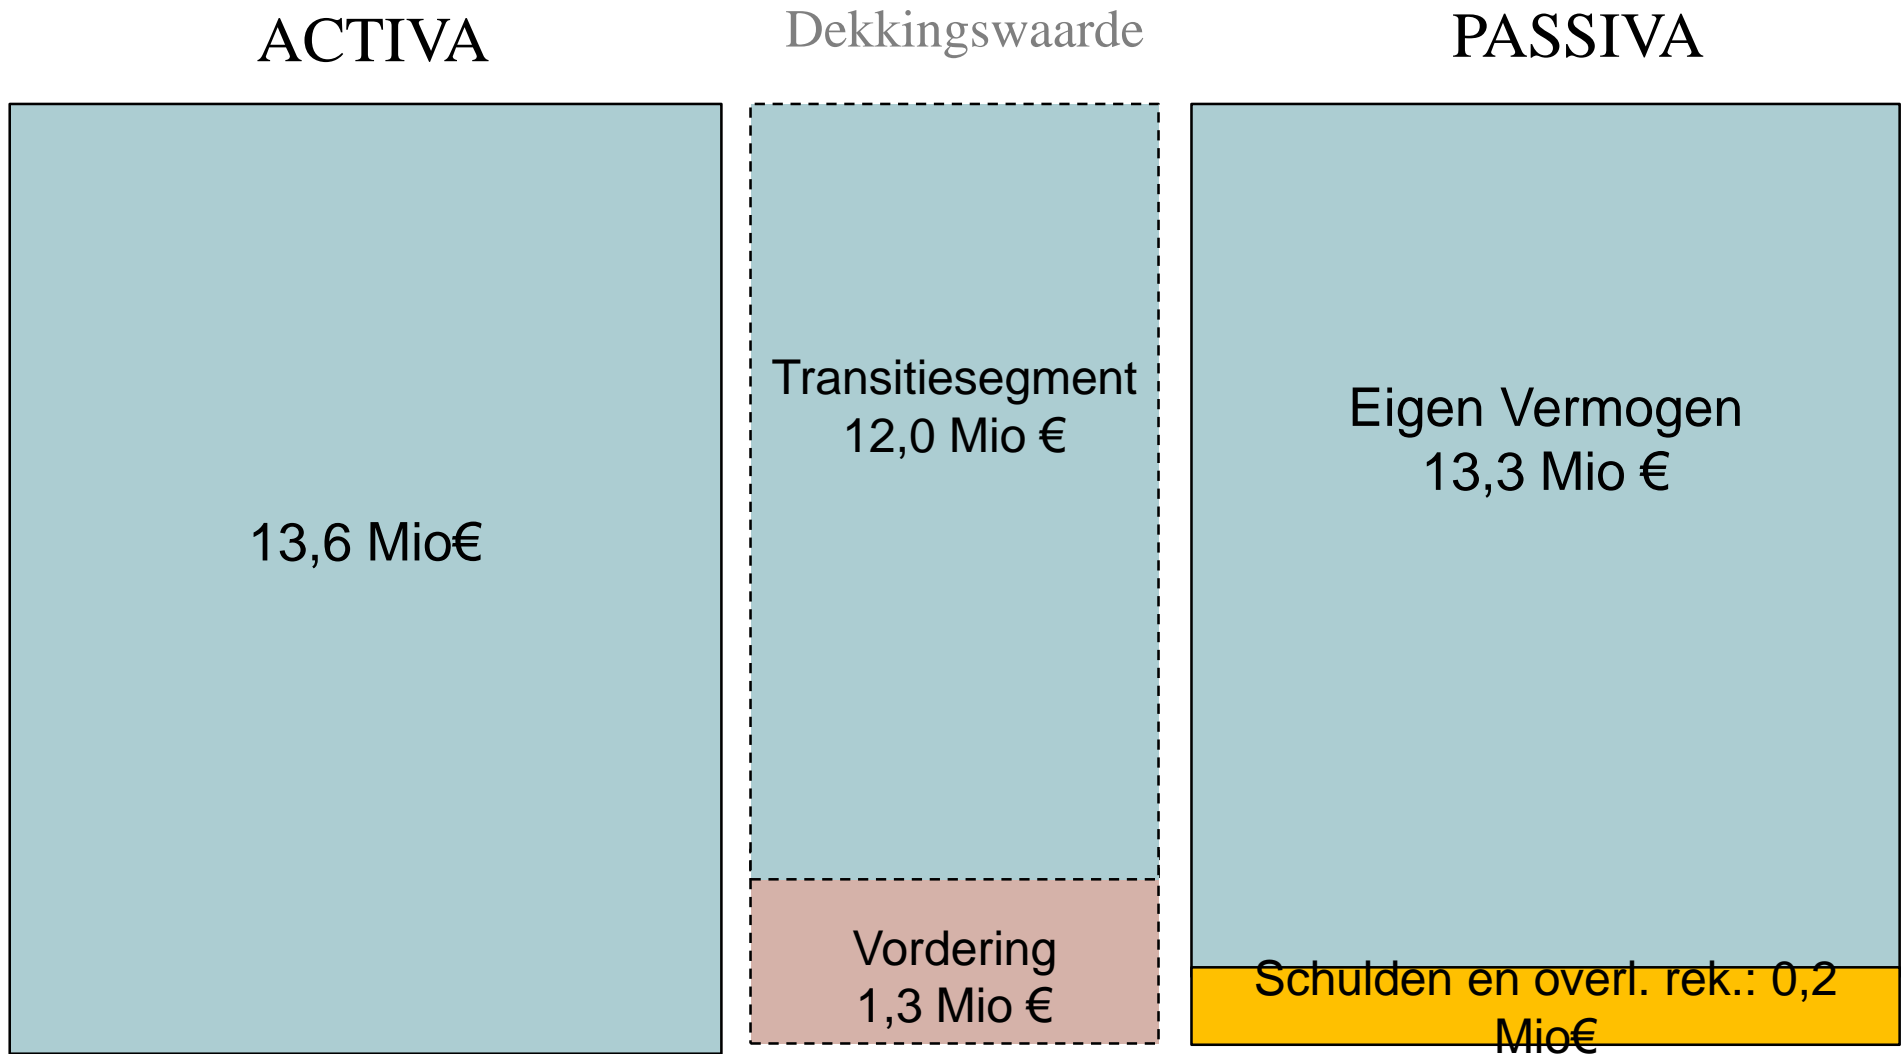 ACTIVA
Dekkingswaarde
PASSIVA
13,6 Mio€
Transitiesegment
12,0 Mio €
Vordering
1,3 Mio €
Eigen Vermogen
13,3 Mio €
Schulden en overl. rek.: 0,2
Mio€